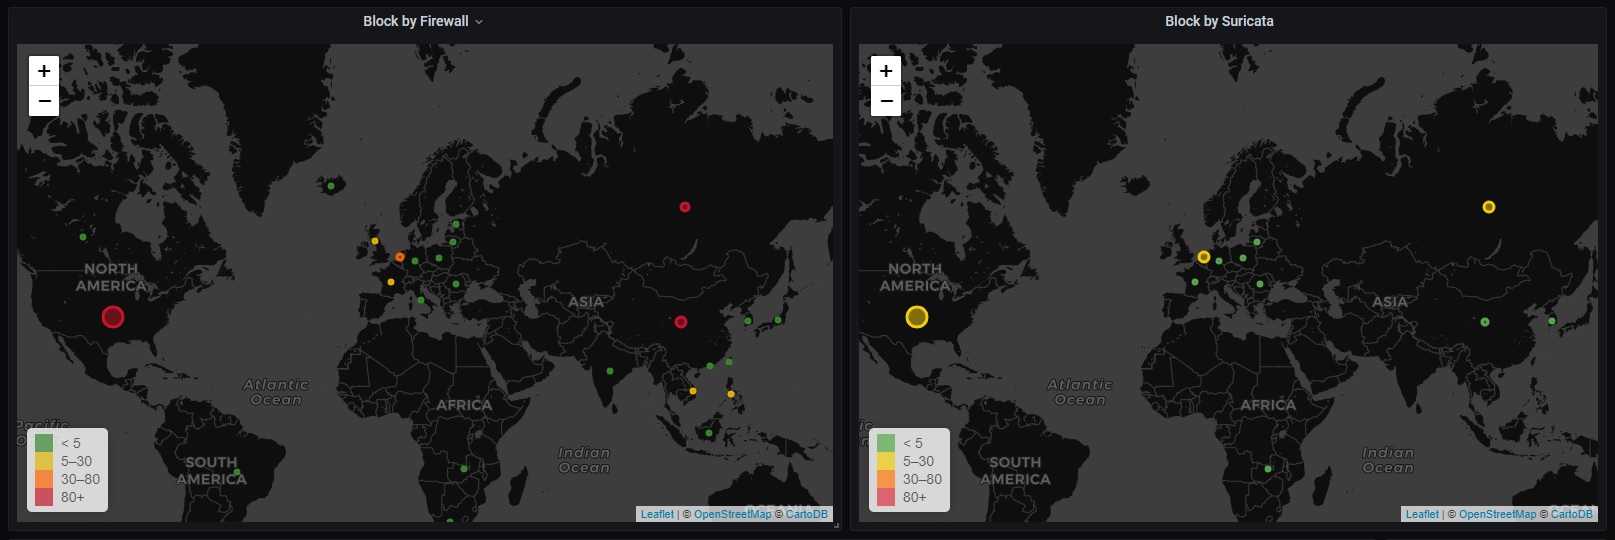 Block by Firewall
+
−
NORTH
AMERICA
ASIA
Atlantic
Ocean
AFRICA
Pacific
Indian
Ocean
SOUTH
AMERICA
< 5
5–30
30–80
80+
Leaflet | © OpenStreetMap © CartoDB
Block by Suricata
+
−
NORTH
AMERICA
ASIA
Atlantic
Ocean
AFRICA
Indian
Ocean
SOUTH
AMERICA
< 5
5–30
30–80
80+
Leaflet | © OpenStreetMap © CartoDB